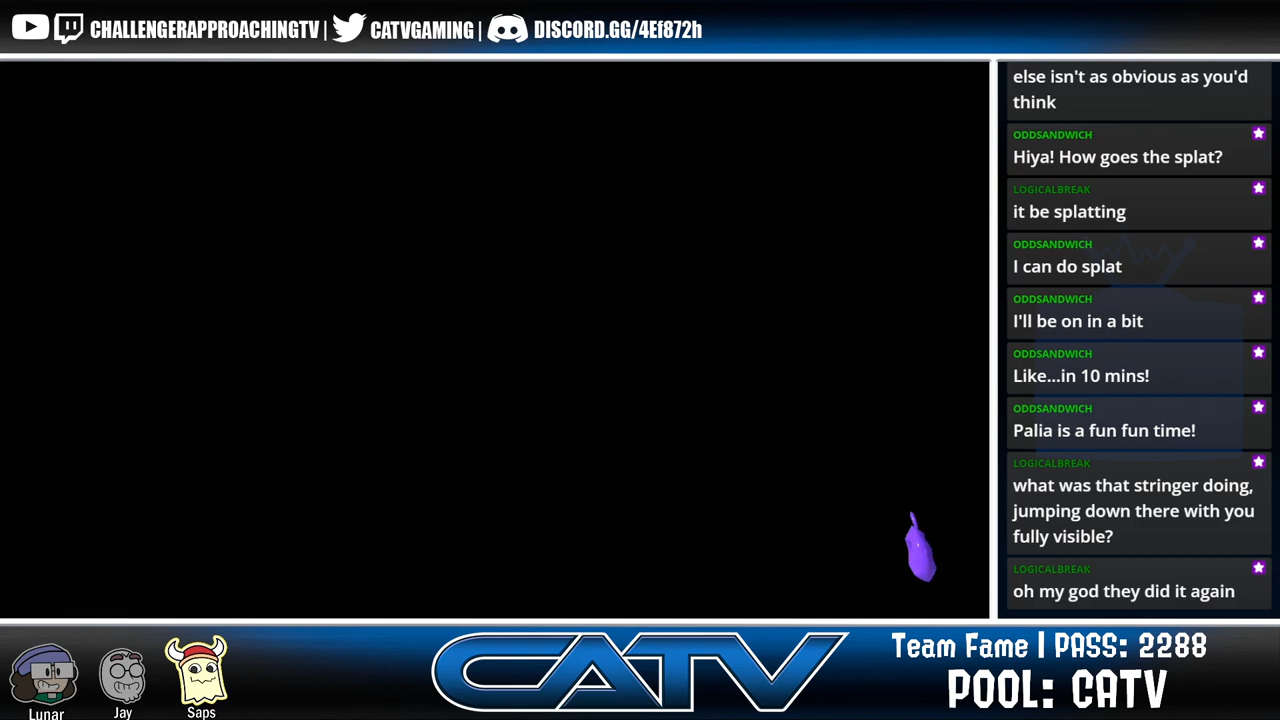 CHALLENGERAPPROACHINGTV | CATVGAMING | DISCORD.GG/4Ef872h
else isn't as obvious as you'd
think
ODDSANDWICH
Hiya! How goes the splat?
LOGICALBREAK
it be splatting
ODDSANDWICH
I can do splat
ODDSANDWICH
I'll be on in a bit
ODDSANDWICH
Like...in 10 mins!
ODDSANDWICH
Palia is a fun fun time!
LOGICALBREAK
what was that stringer doing,
jumping down there with you
fully visible?
LOGICALBREAK
oh my god they did it again
Lunar
Jay
Saps
CATV
Team Fame | PASS: 2288
POOL: CATV